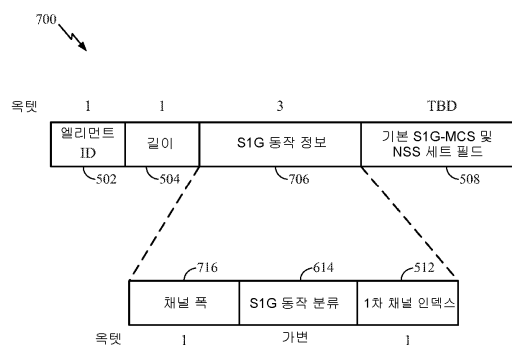 700
옥텟 1 1 3 TBD
엘리먼트 ID
길이
S1G 동작 정보
기본 S1G-MCS 및
NSS 세트 필드
502 504 706 508
716 614 512
채널 폭
S1G 동작 분류
1차 채널 인덱스
옥텟 1 가변 1